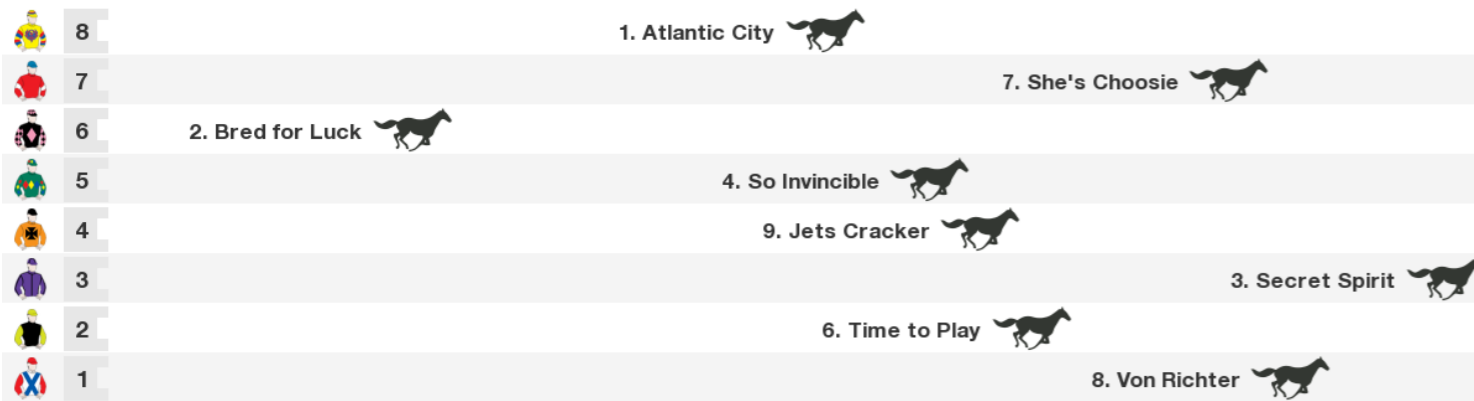 8 1. Atlantic City
7 7. She's Choosie
6 2. Bred for Luck
5 4. So Invincible
4 9. Jets Cracker
3 3. Secret Spirit
2 6. Time to Play
1 8. Von Richter